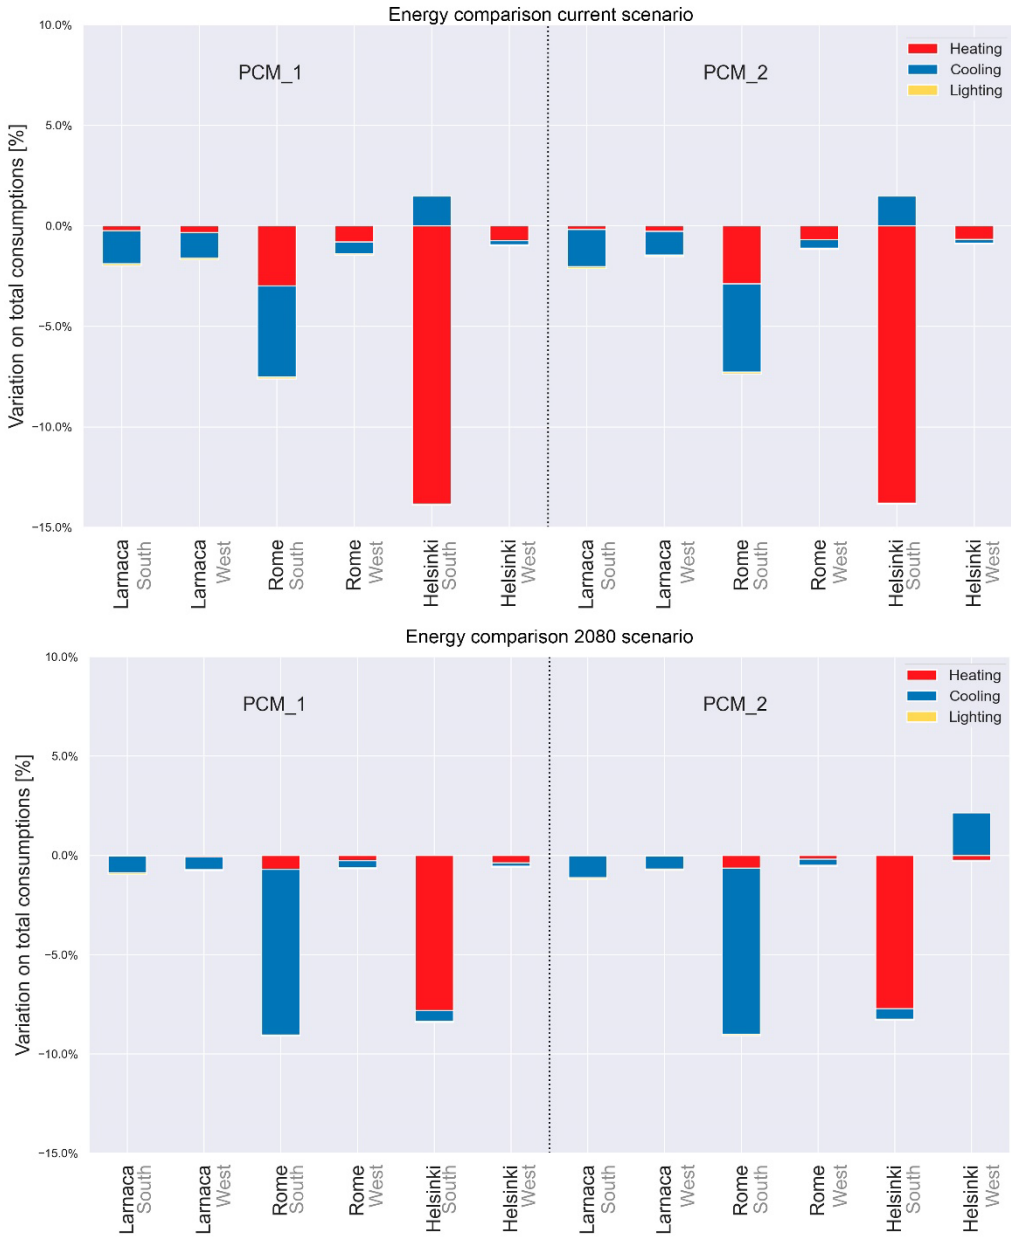 Energy comparison current scenario
10.0%
5.0%
0.0%
−5.0%
−10.0%
−15.0%
Variation on total consumptions [%]
PCM_1
PCM_2
Heating
Cooling
Lighting
Larnaca
South
Larnaca
West
Rome
South
Rome
West
Helsinki
South
Helsinki
West
Larnaca
South
Larnaca
West
Rome
South
Rome
West
Helsinki
South
Helsinki
West
Energy comparison 2080 scenario
10.0%
5.0%
0.0%
−5.0%
−10.0%
−15.0%
Variation on total consumptions [%]
PCM_1
PCM_2
Heating
Cooling
Lighting
Larnaca
South
Larnaca
West
Rome
South
Rome
West
Helsinki
South
Helsinki
West
Larnaca
South
Larnaca
West
Rome
South
Rome
West
Helsinki
South
Helsinki
West